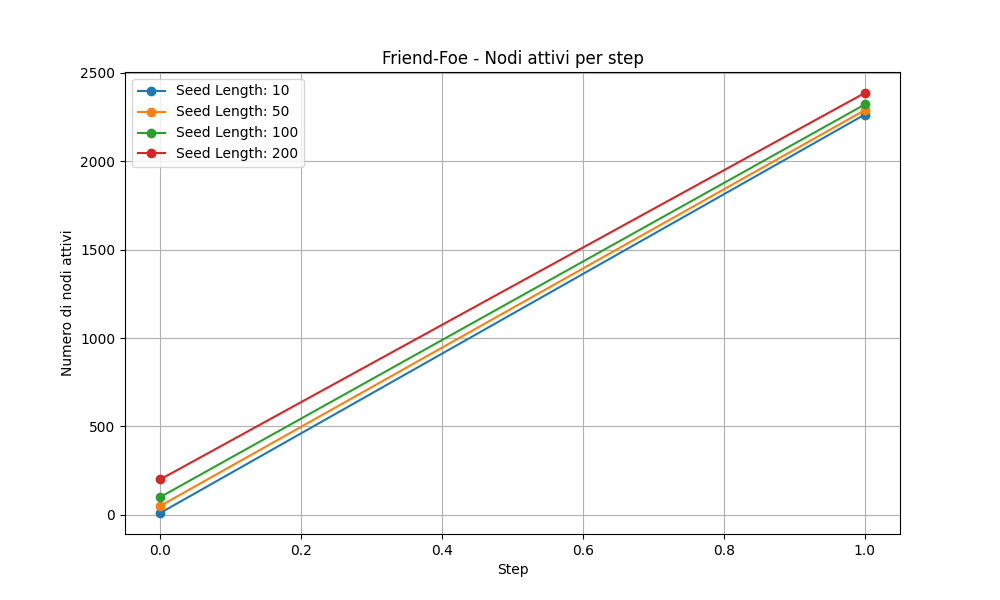 Friend-Foe - Nodi attivi per step
Seed Length: 10
Seed Length: 50
Seed Length: 100
Seed Length: 200
Numero di nodi attivi
2500
2000
1500
1000
500
0
0.0 0.2 0.4 0.6 0.8 1.0
Step